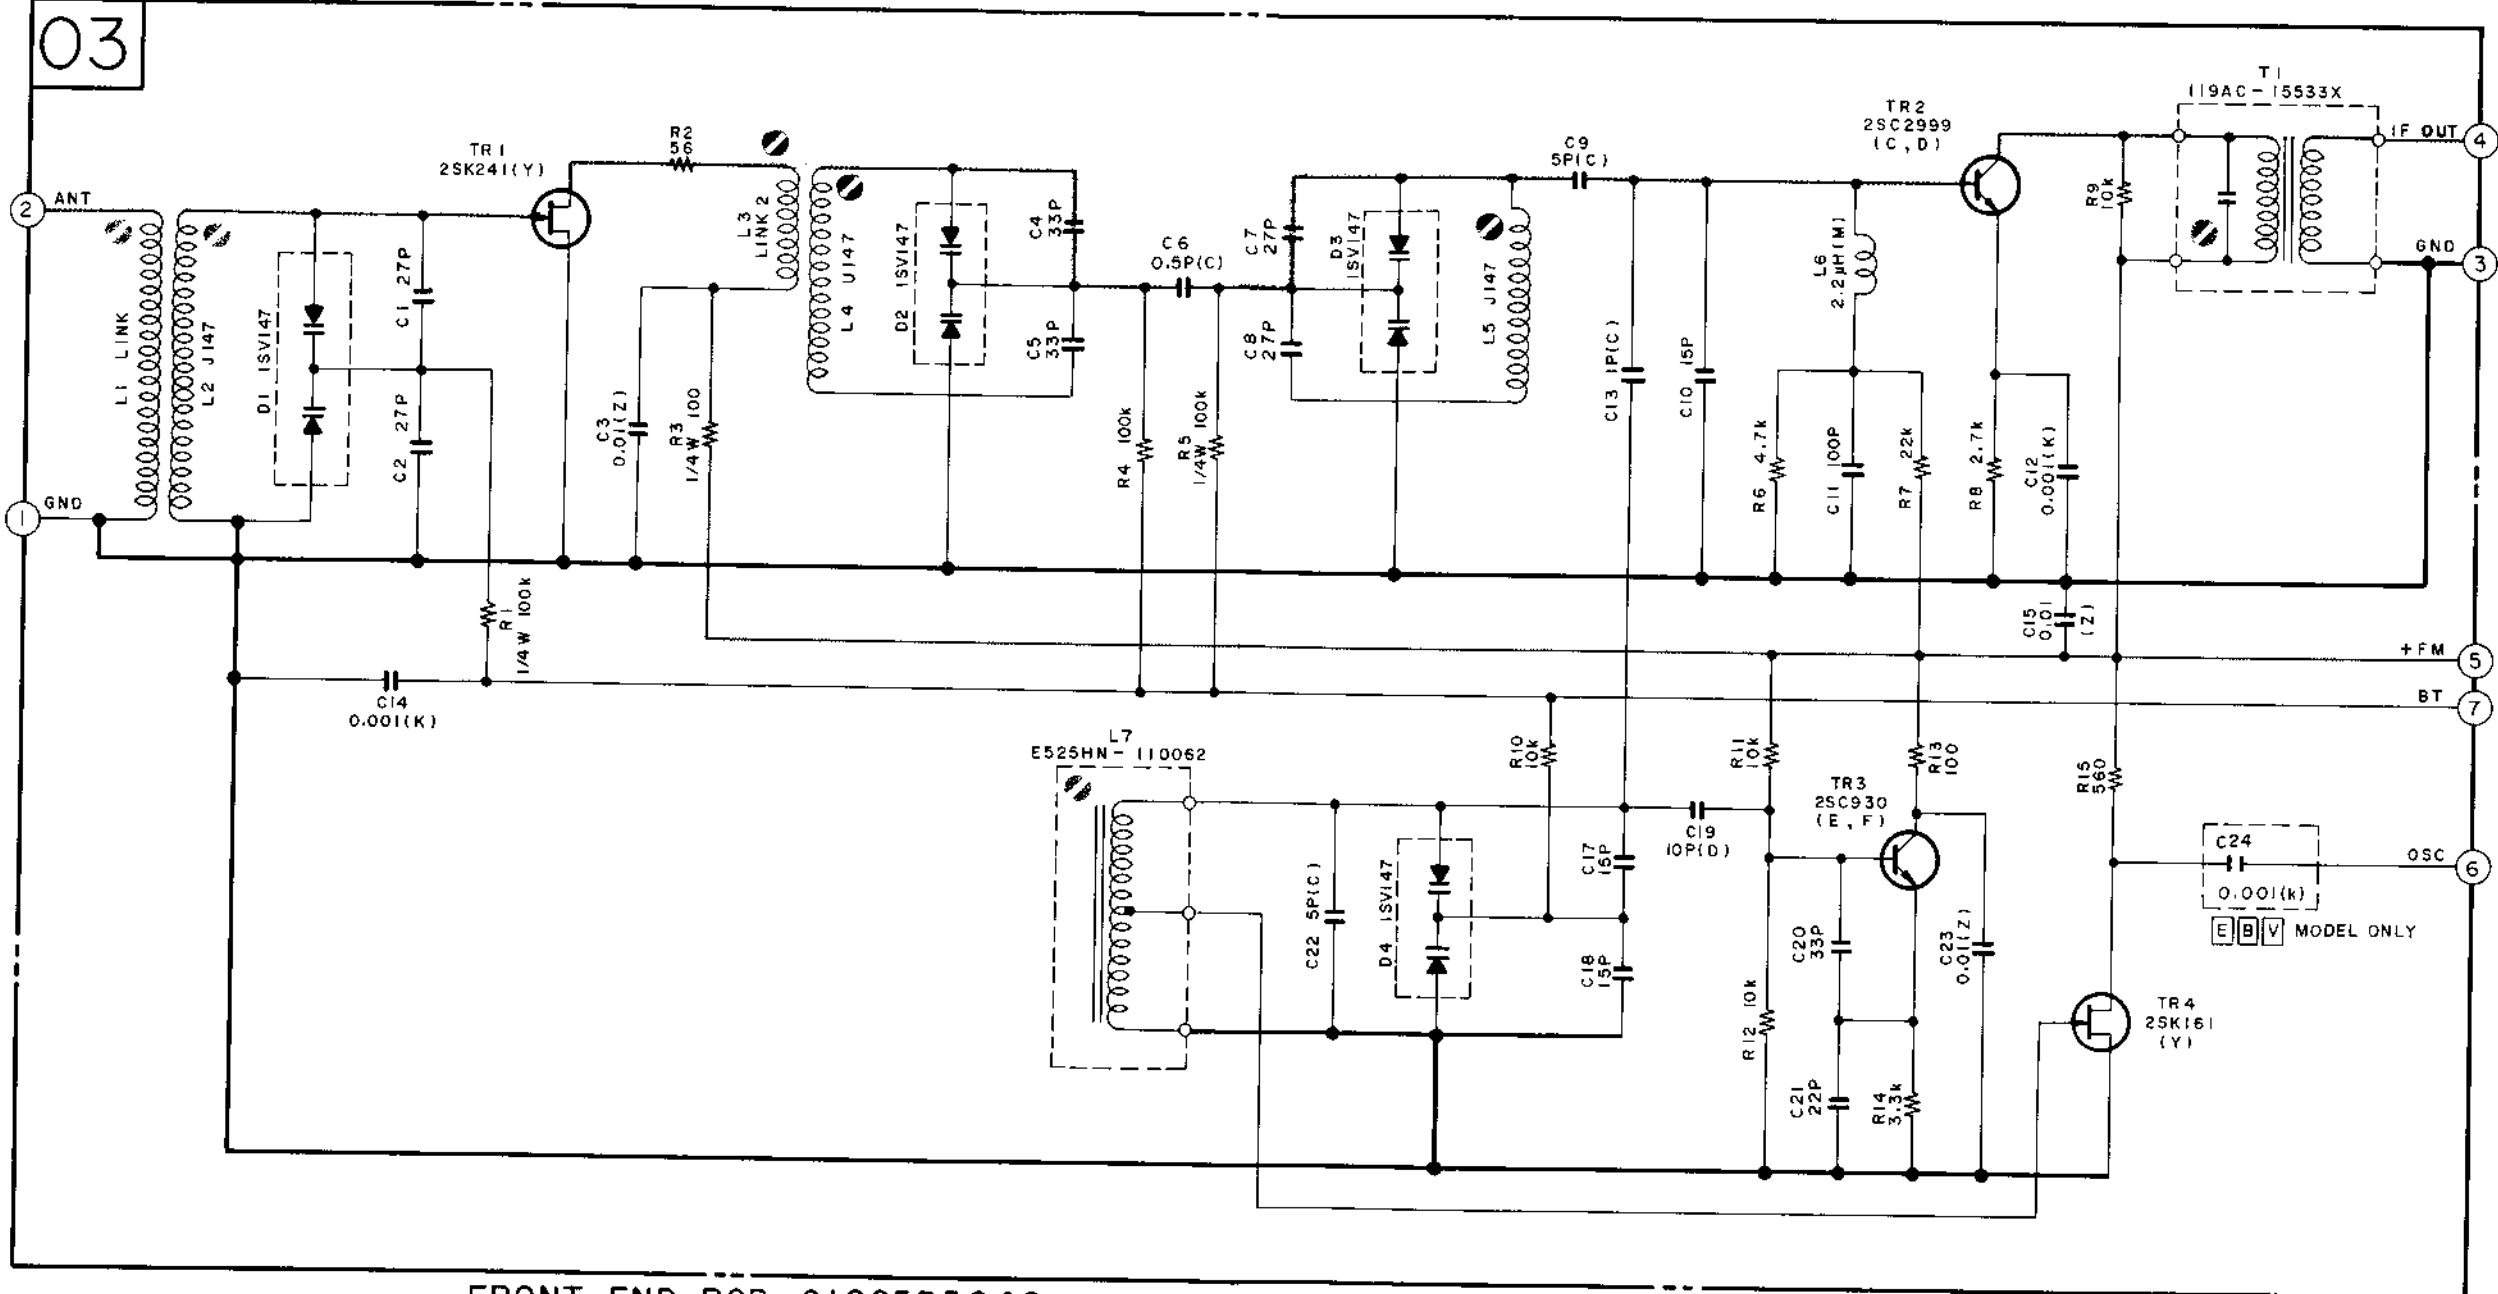 03
T1
119AC-15533X
TR2
2SC2999
(C,D)
4
IF OUT
R2
56
TR1
2SK241(Y)
C9
5P(C)
R9
10k
2
ANT
L3
LINK 2
L4 J147
D2 1SV147
C4
33P
C6
0.5P(C)
C7
27P
D3
1SV147
L5 J147
L6
2.2μH(M)
GND
3
L1 LINK
L2 J147
D1 1SV147
C1 27P
C2 27P
C5
33P
C8
27P
C13 1P(C)
C10 15P
C3
0.01(Z)
R3
1/4W 100
R4 100k
R5
1/4W 100k
R6 4.7k
C11 100P
R7 22k
R8 2.7k
C12
0.001(K)
1
GND
R1
1/4W 100k
C15
0.01
(Z)
+FM
5
C14
0.001(K)
BT
7
L7
E525HN-110062
R10
10k
R11
10k
R13
100
R15
560
TR3
2SC930
(E,F)
C19
10P(D)
C17
15P
C22 5P(C)
D4 1SV147
C18
15P
C24
0.001(k)
OSC
6
E B V MODEL ONLY
C20
33P
C23
0.01(Z)
R12 10k
TR4
2SK161
(Y)
C21
22P
R14
3.3k
FRONT END PCB